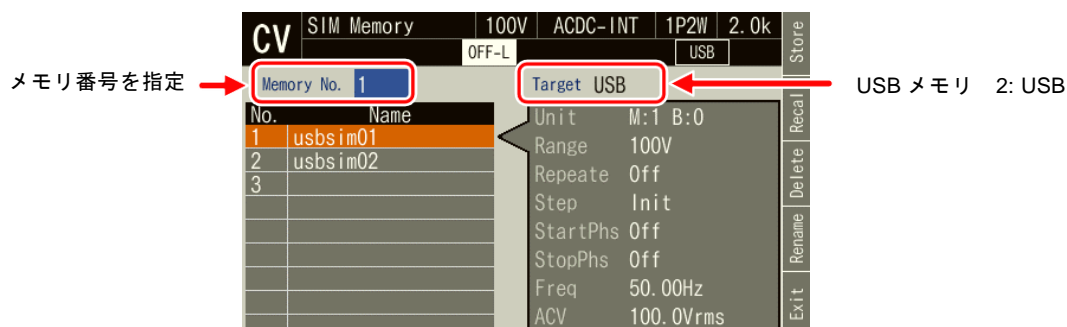 CV SIM Memory 100V ACDC-INT 1P2W 2.0k
OFF-L USB
メモリ番号を指定
Memory No. 1
Target USB
USB メモリ 2: USB
No. Name
1 usbsim01
2 usbsim02
3
Unit M:1 B:0
Range 100V
Repeate Off
Step Init
StartPhs Off
StopPhs Off
Freq 50.00Hz
ACV 100.0Vrms
Store
Recal
Delete
Rename
Exit